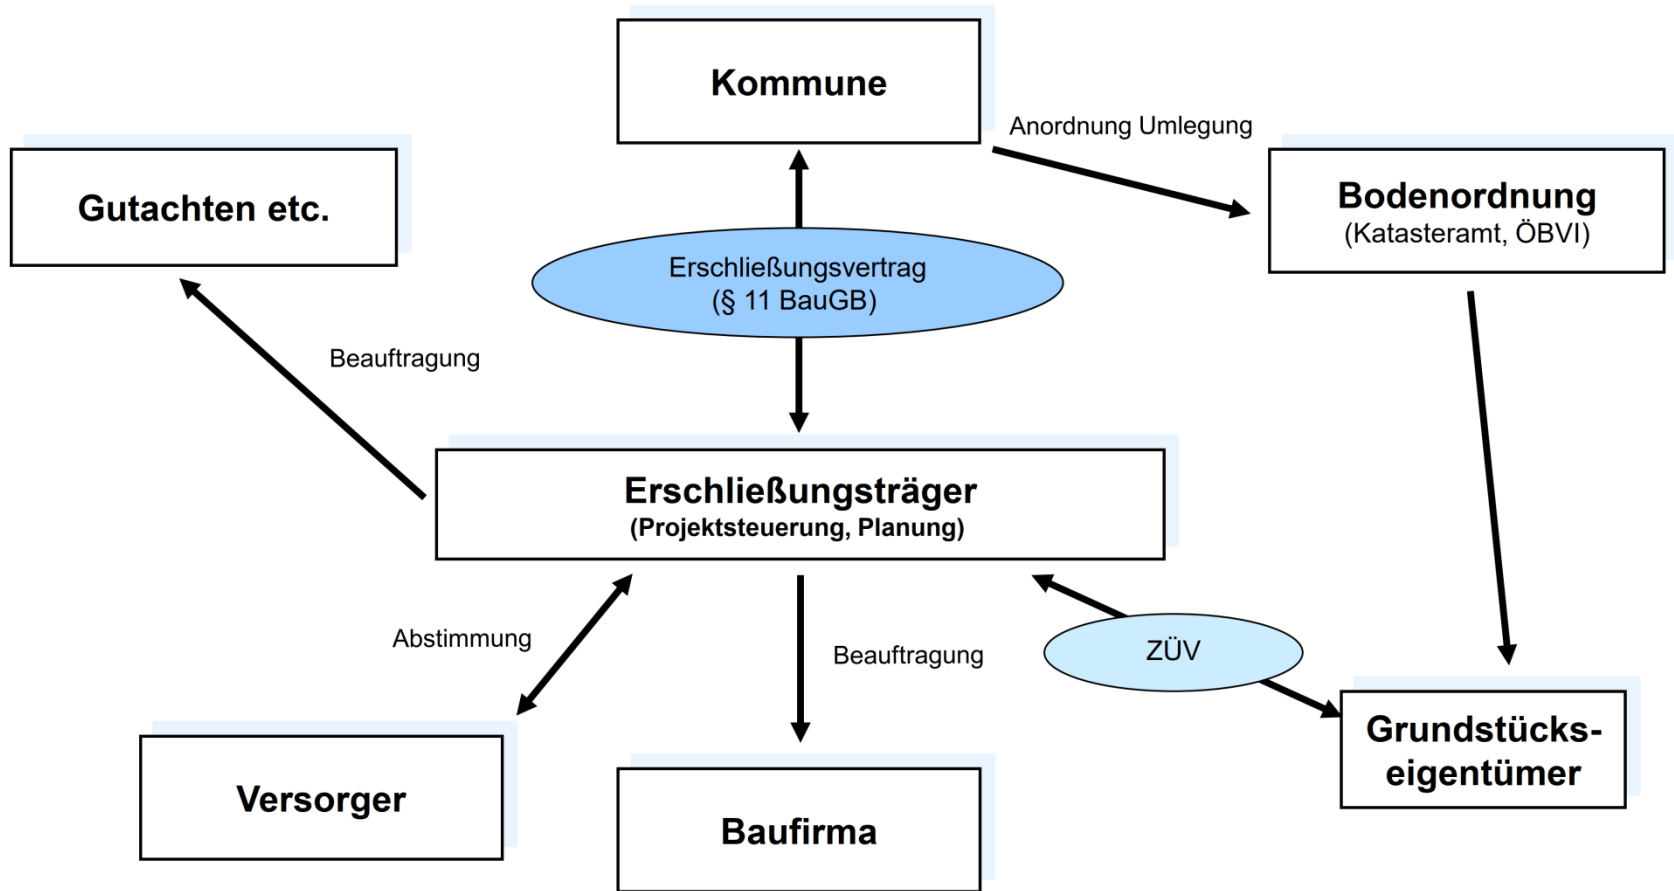 Kommune
Anordnung Umlegung
Gutachten etc.
Bodenordnung
(Katasteramt, ÖBVI)
Erschließungsvertrag
(§ 11 BauGB)
Beauftragung
Erschließungsträger
(Projektsteuerung, Planung)
Abstimmung
Beauftragung
ZÜV
Grundstücks-
eigentümer
Versorger
Baufirma